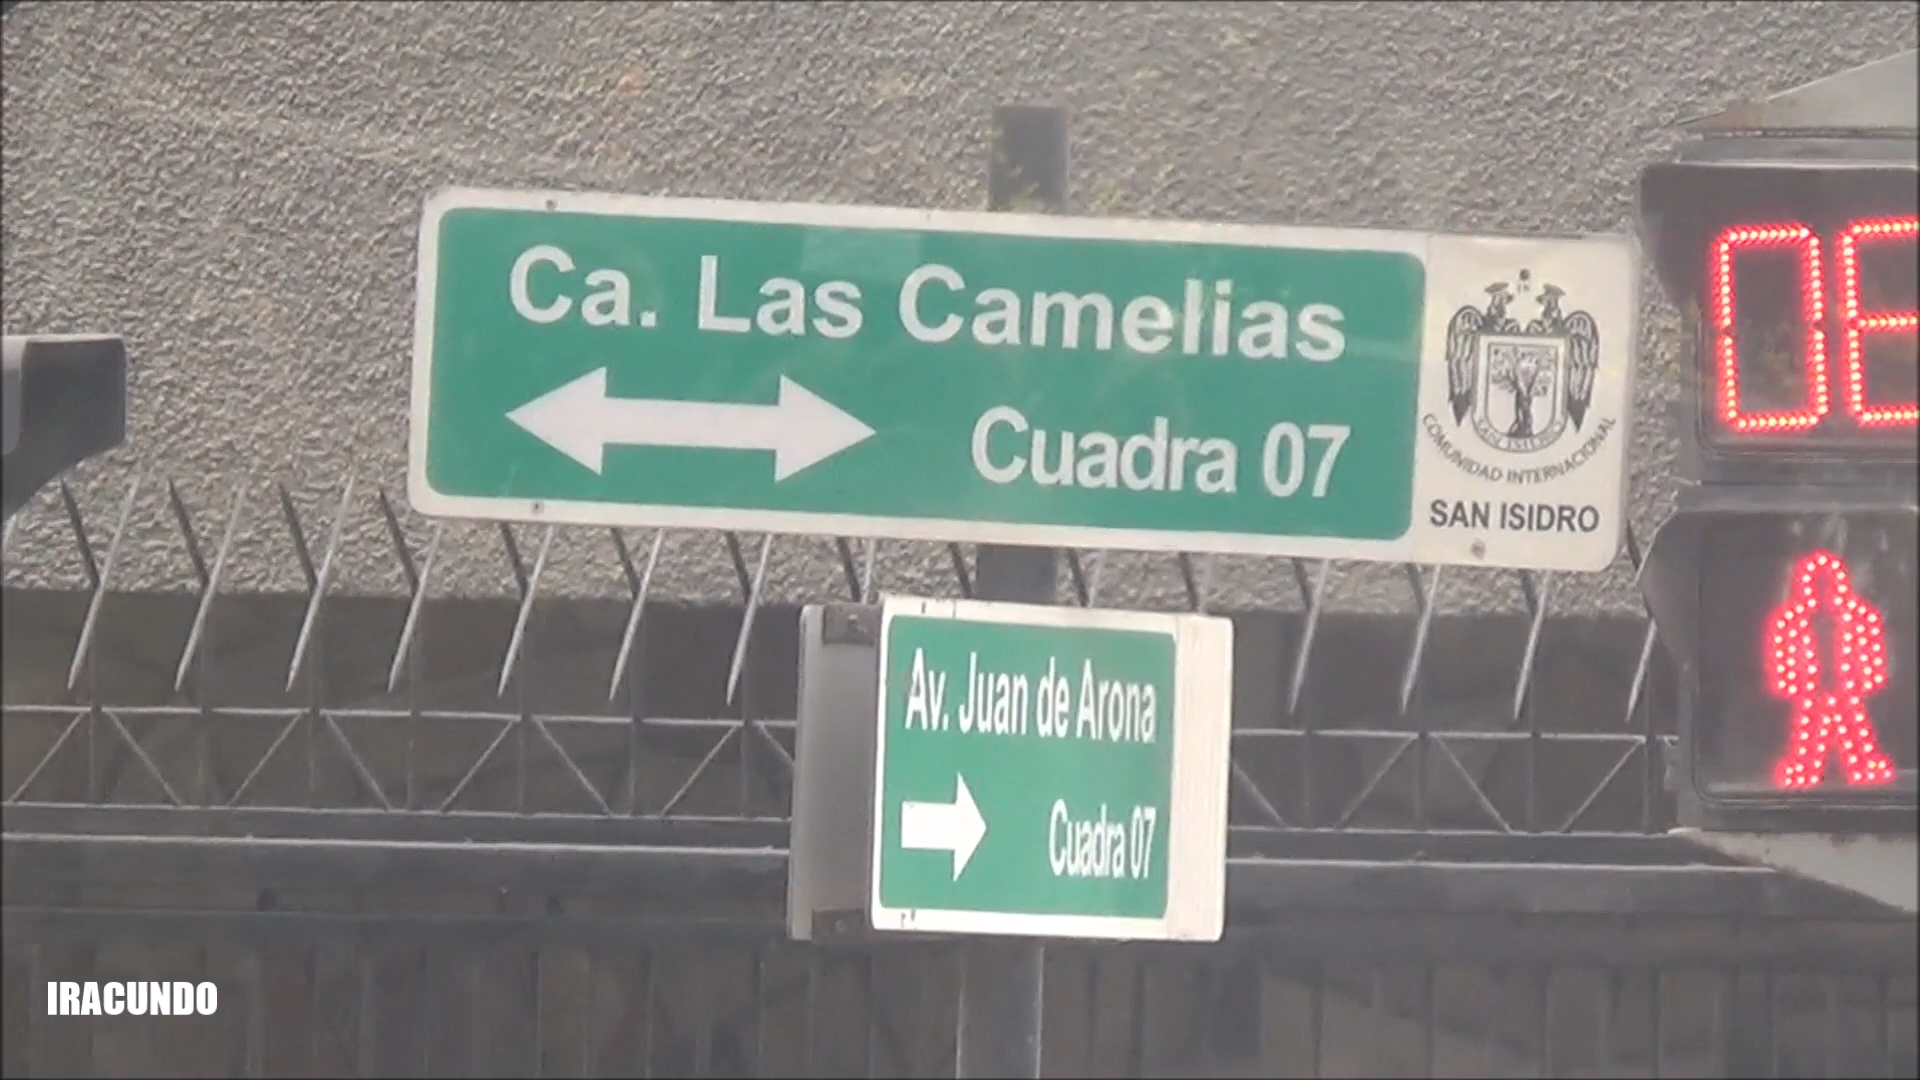 Ca. Las Camelias
Cuadra 07
COMUNIDAD INTERNACIONAL
SAN ISIDRO
Av. Juan de Arona
Cuadra 07
IRACUNDO